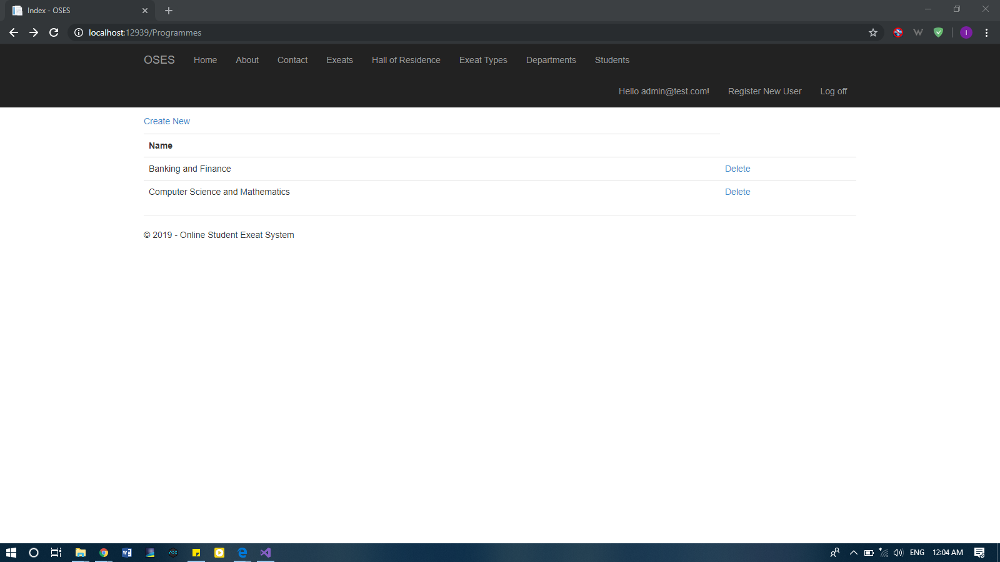 Index - OSES
localhost:12939/Programmes
OSES Home About Contact Exeats Hall of Residence Exeat Types Departments Students
Hello admin@test.com! Register New User Log off
Create New
Name
Banking and Finance Delete
Computer Science and Mathematics Delete
© 2019 - Online Student Exeat System
ENG 12:04 AM